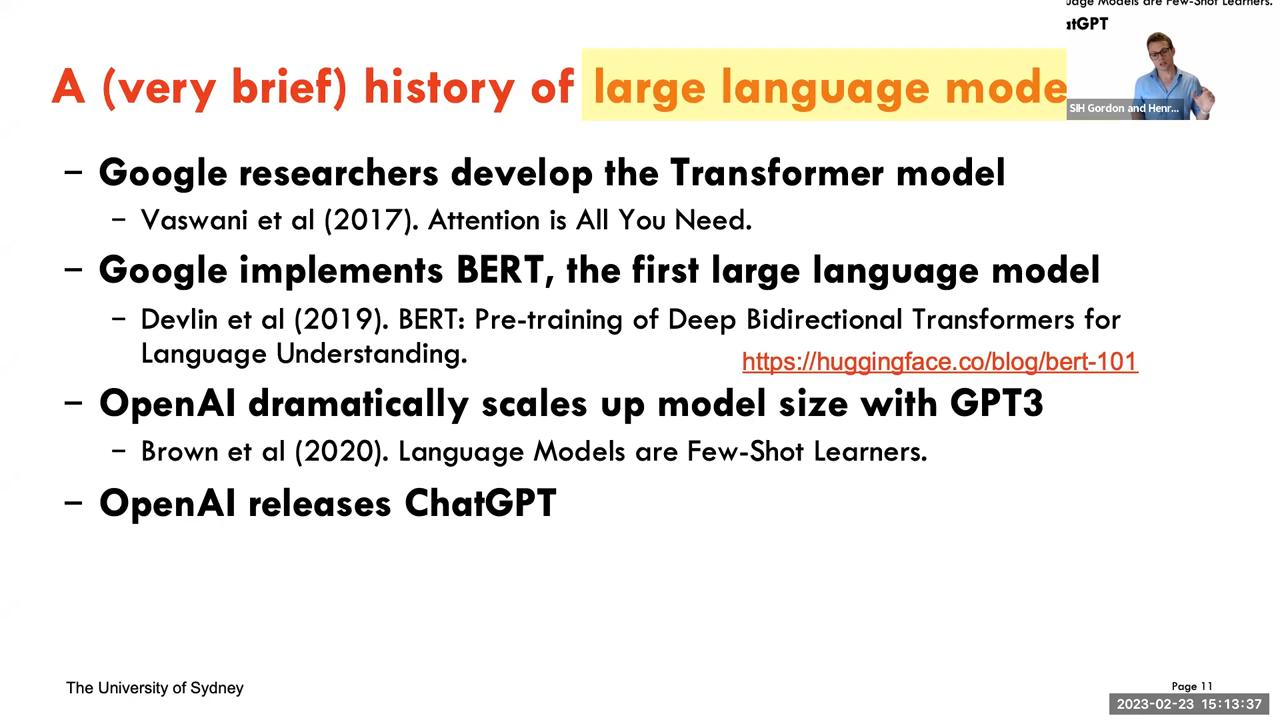 uage Models are Few-Shot Learners.
atGPT
A (very brief) history of large language mode
SIH Gordon and Henr...
– Google researchers develop the Transformer model
– Vaswani et al (2017). Attention is All You Need.
– Google implements BERT, the first large language model
– Devlin et al (2019). BERT: Pre-training of Deep Bidirectional Transformers for
Language Understanding.
https://huggingface.co/blog/bert-101
– OpenAI dramatically scales up model size with GPT3
– Brown et al (2020). Language Models are Few-Shot Learners.
– OpenAI releases ChatGPT
The University of Sydney
Page 11
2023-02-23 15:13:37